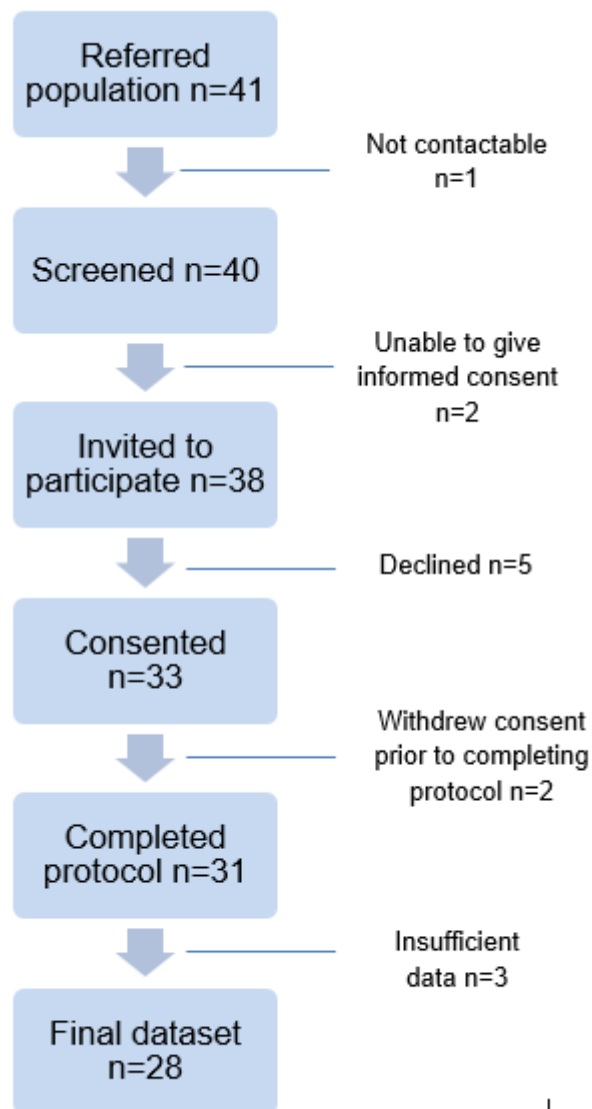 Referred
population n=41
Not contactable
n=1
Screened n=40
Unable to give
informed consent
n=2
Invited to
participate n=38
Declined n=5
Consented
n=33
Withdrew consent
prior to completing
protocol n=2
Completed
protocol n=31
Insufficient
data n=3
Final dataset
n=28